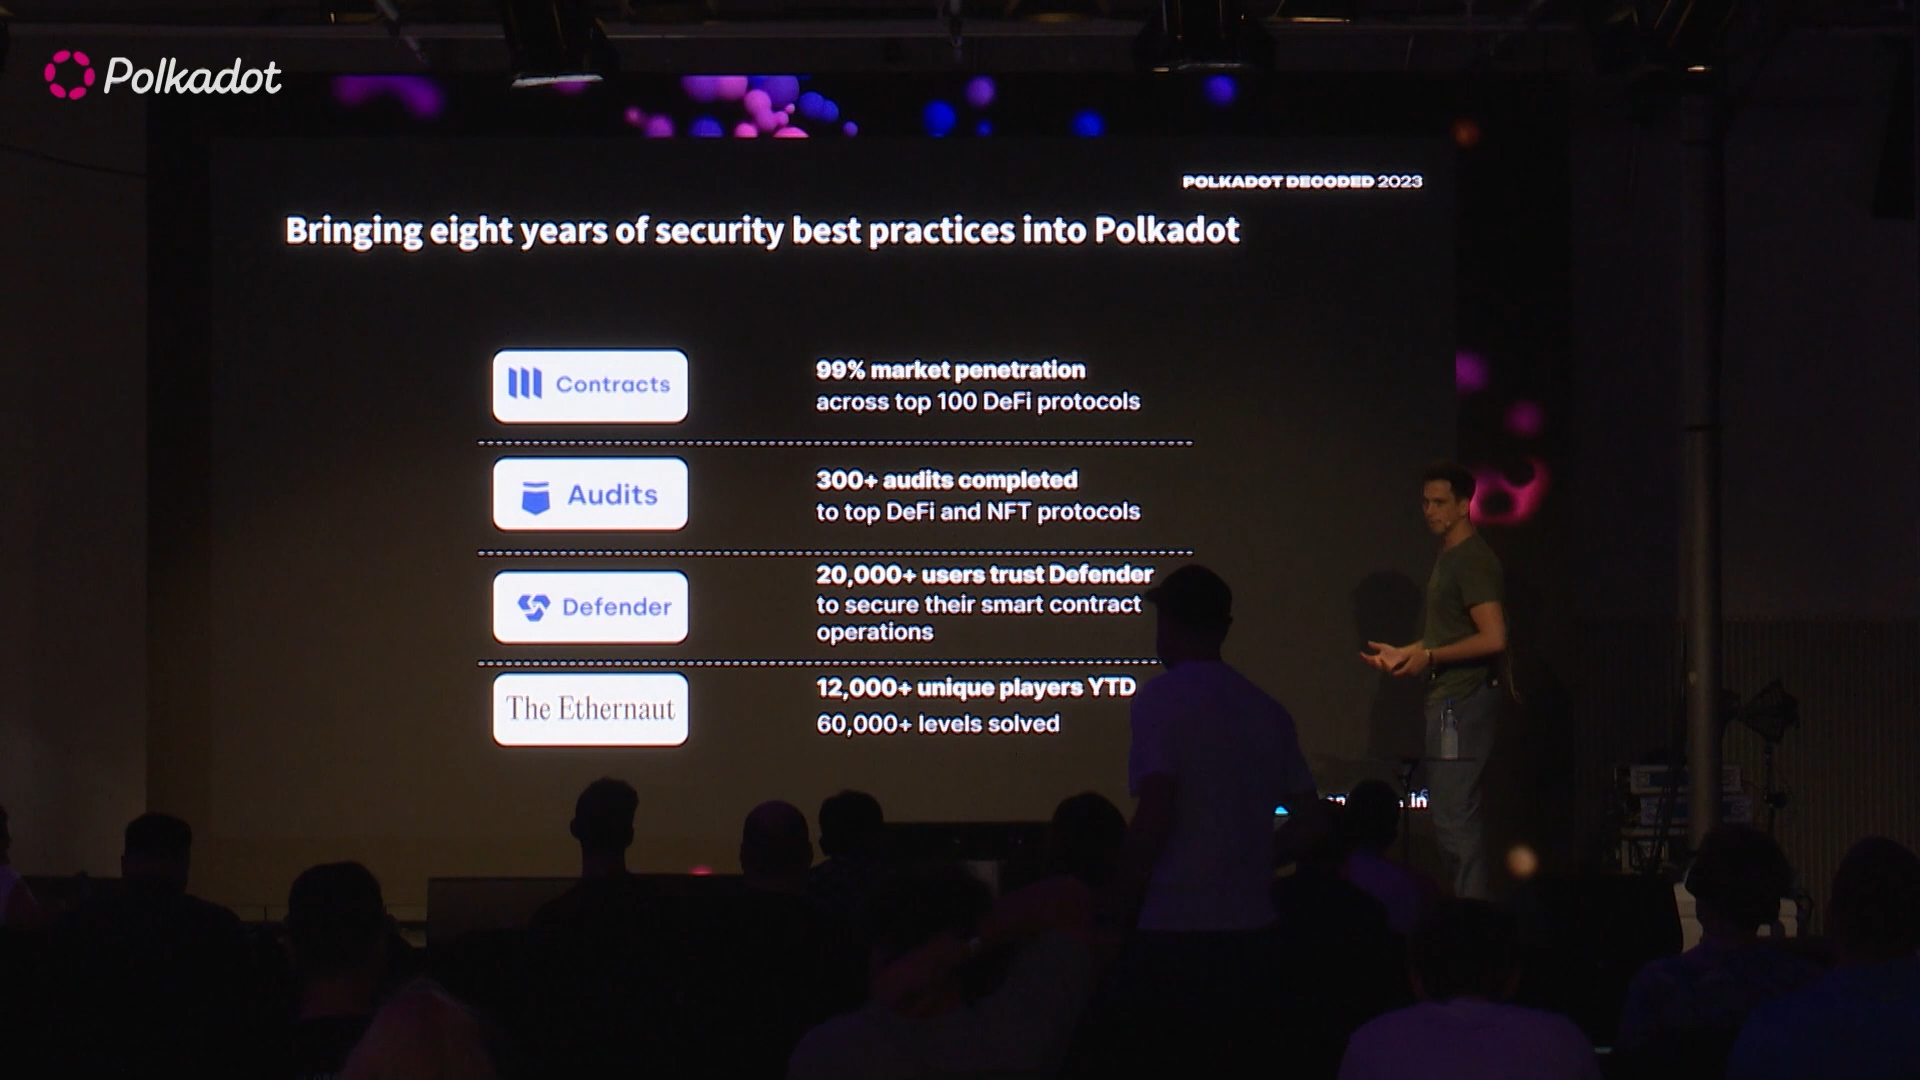 Polkadot
POLKADOT DECODED 2023
Bringing eight years of security best practices into Polkadot
Contracts
99% market penetration
across top 100 DeFi protocols
Audits
300+ audits completed
to top DeFi and NFT protocols
Defender
20,000+ users trust Defender
to secure their smart contract
operations
The Ethernaut
12,000+ unique players YTD
60,000+ levels solved